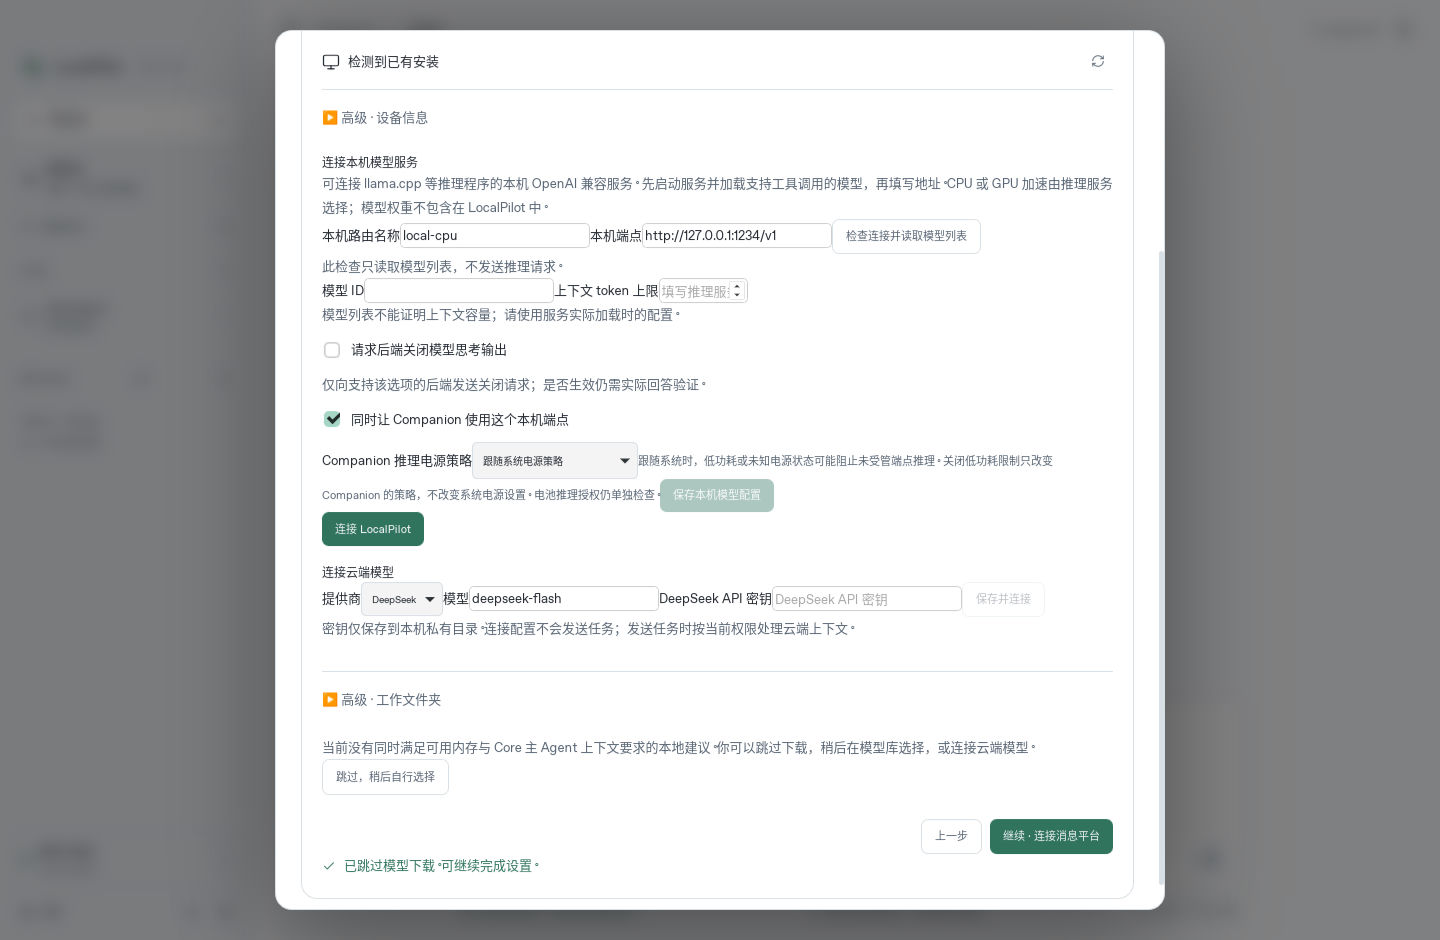 检测到已有安装
高级 · 设备信息
连接本机模型服务
可连接 llama.cpp 等推理程序的本机 OpenAI 兼容服务。先启动服务并加载支持工具调用的模型，再填写地址。CPU 或 GPU 加速由推理服务
选择；模型权重不包含在 LocalPilot 中。
本机路由名称 local-cpu 本机端点 http://127.0.0.1:1234/v1 检查连接并读取模型列表
此检查只读取模型列表，不发送推理请求。
模型 ID 上下文 token 上限 填写推理服
模型列表不能证明上下文容量；请使用服务实际加载时的配置。
请求后端关闭模型思考输出
仅向支持该选项的后端发送关闭请求；是否生效仍需实际回答验证。
同时让 Companion 使用这个本机端点
Companion 推理电源策略 跟随系统电源策略 跟随系统时，低功耗或未知电源状态可能阻止未受管端点推理。关闭低功耗限制只改变
Companion 的策略，不改变系统电源设置。电池推理授权仍单独检查。 保存本机模型配置
连接 LocalPilot
连接云端模型
提供商 DeepSeek 模型 deepseek-flash DeepSeek API 密钥 DeepSeek API 密钥 保存并连接
密钥仅保存到本机私有目录。连接配置不会发送任务；发送任务时按当前权限处理云端上下文。
高级 · 工作文件夹
当前没有同时满足可用内存与 Core 主 Agent 上下文要求的本地建议。你可以跳过下载，稍后在模型库选择，或连接云端模型。
跳过，稍后自行选择
上一步 继续 · 连接消息平台
已跳过模型下载。可继续完成设置。